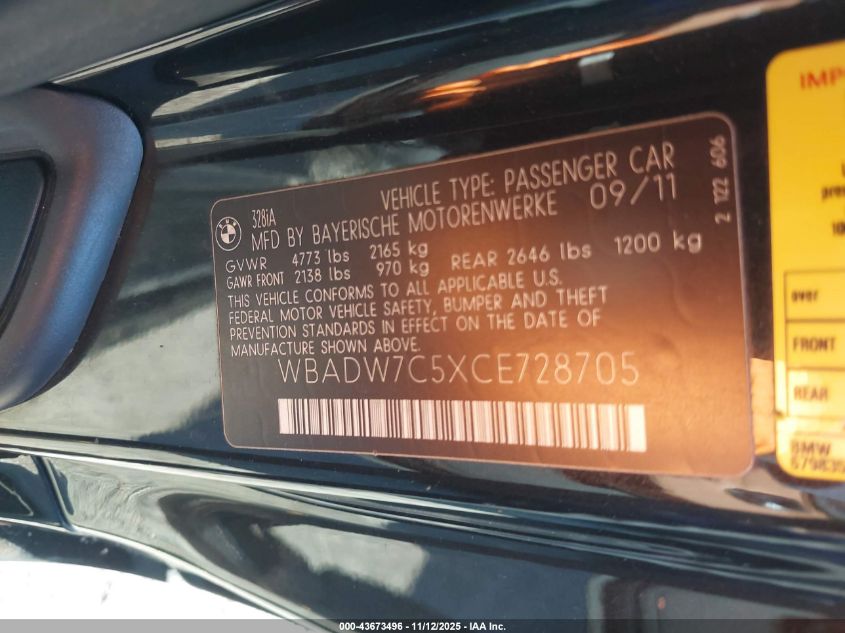 BMW
328iA
VEHICLE TYPE: PASSENGER CAR
MFD BY BAYERISCHE MOTORENWERKE 09/11
GVWR 4773 lbs 2165 kg
GAWR FRONT 2138 lbs 970 kg REAR 2646 lbs 1200 kg
THIS VEHICLE CONFORMS TO ALL APPLICABLE U.S.
FEDERAL MOTOR VEHICLE SAFETY, BUMPER AND THEFT
PREVENTION STANDARDS IN EFFECT ON THE DATE OF
MANUFACTURE SHOWN ABOVE.
WBADW7C5XCE728705
2 122 606
over
FRONT
REAR
BMW
© 43673496 - 11/12/2025 - IAA Inc.